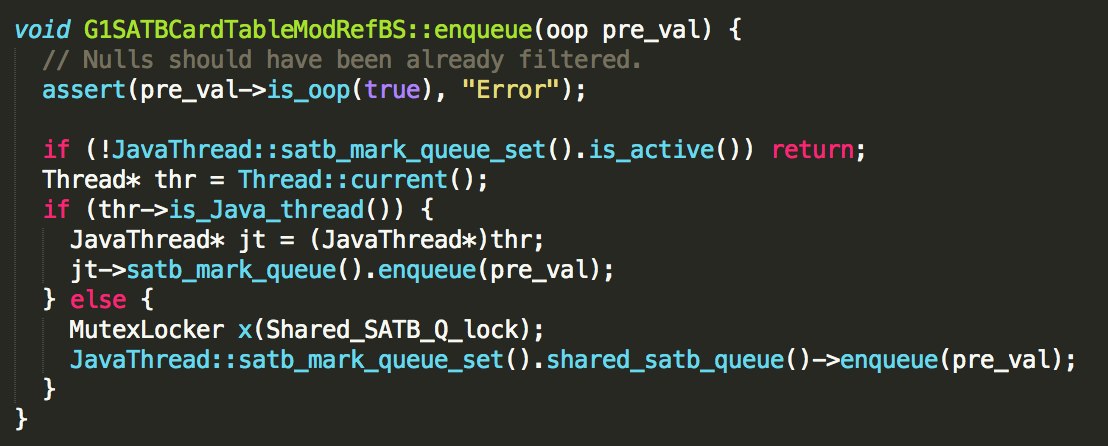 void G1SATBCardTableModRefBS::enqueue(oop pre_val) {
  // Nulls should have been already filtered.
  assert(pre_val->is_oop(true), "Error");

  if (!JavaThread::satb_mark_queue_set().is_active()) return;
  Thread* thr = Thread::current();
  if (thr->is_Java_thread()) {
    JavaThread* jt = (JavaThread*)thr;
    jt->satb_mark_queue().enqueue(pre_val);
  } else {
    MutexLocker x(Shared_SATB_Q_lock);
    JavaThread::satb_mark_queue_set().shared_satb_queue()->enqueue(pre_val);
  }
}